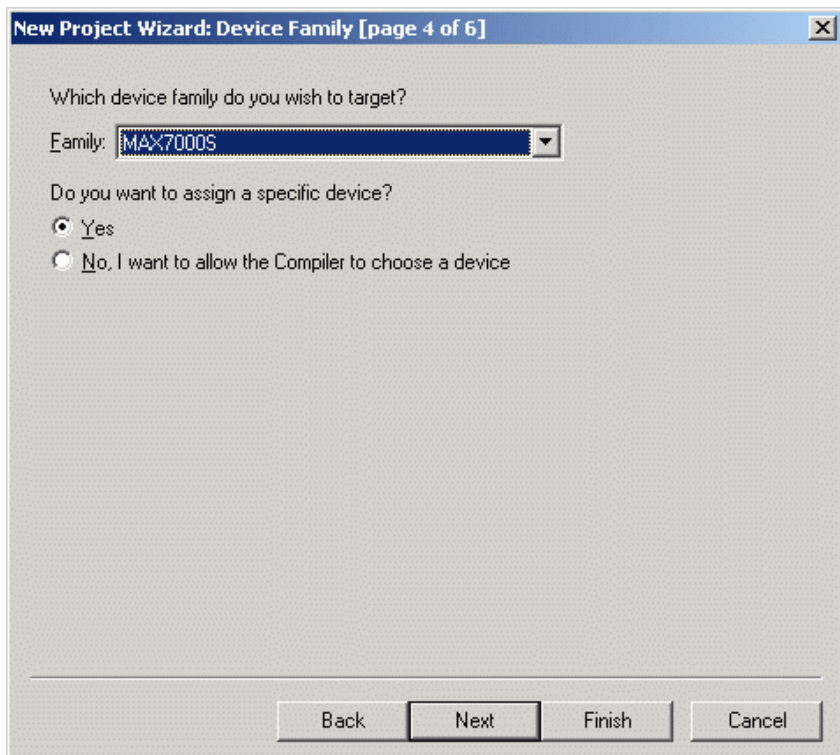 New Project Wizard: Device Family [page 4 of 6]
Which device family do you wish to target?
Family: MAX7000S
Do you want to assign a specific device?
Yes
No, I want to allow the Compiler to choose a device
Back Next Finish Cancel